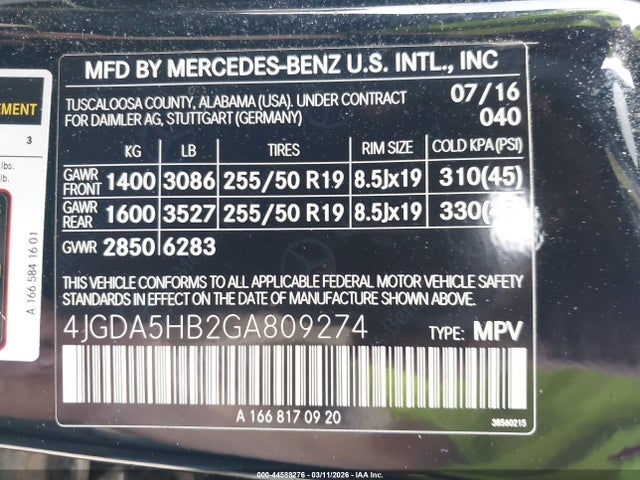 MFD BY MERCEDES-BENZ U.S. INTL., INC
TUSCALOOSA COUNTY, ALABAMA (USA). UNDER CONTRACT 07/16
FOR DAIMLER AG, STUTTGART (GERMANY) 040
KG LB TIRES RIM SIZE COLD KPA (PSI)
GAWR FRONT 1400 3086 255/50 R19 8.5Jx19 310(45)
GAWR REAR 1600 3527 255/50 R19 8.5Jx19 330
GVWR 2850 6283
THIS VEHICLE CONFORMS TO ALL APPLICABLE FEDERAL MOTOR VEHICLE SAFETY
STANDARDS IN EFFECT ON THE DATE OF MANUFACTURE SHOWN ABOVE.
4JGDA5HB2GA809274 TYPE: MPV
A 166 817 09 20
38560215
EMENT
3
lbs.
lb.
A 166 584 16 01
000-44588276 - 03/11/2026 - IAA Inc.